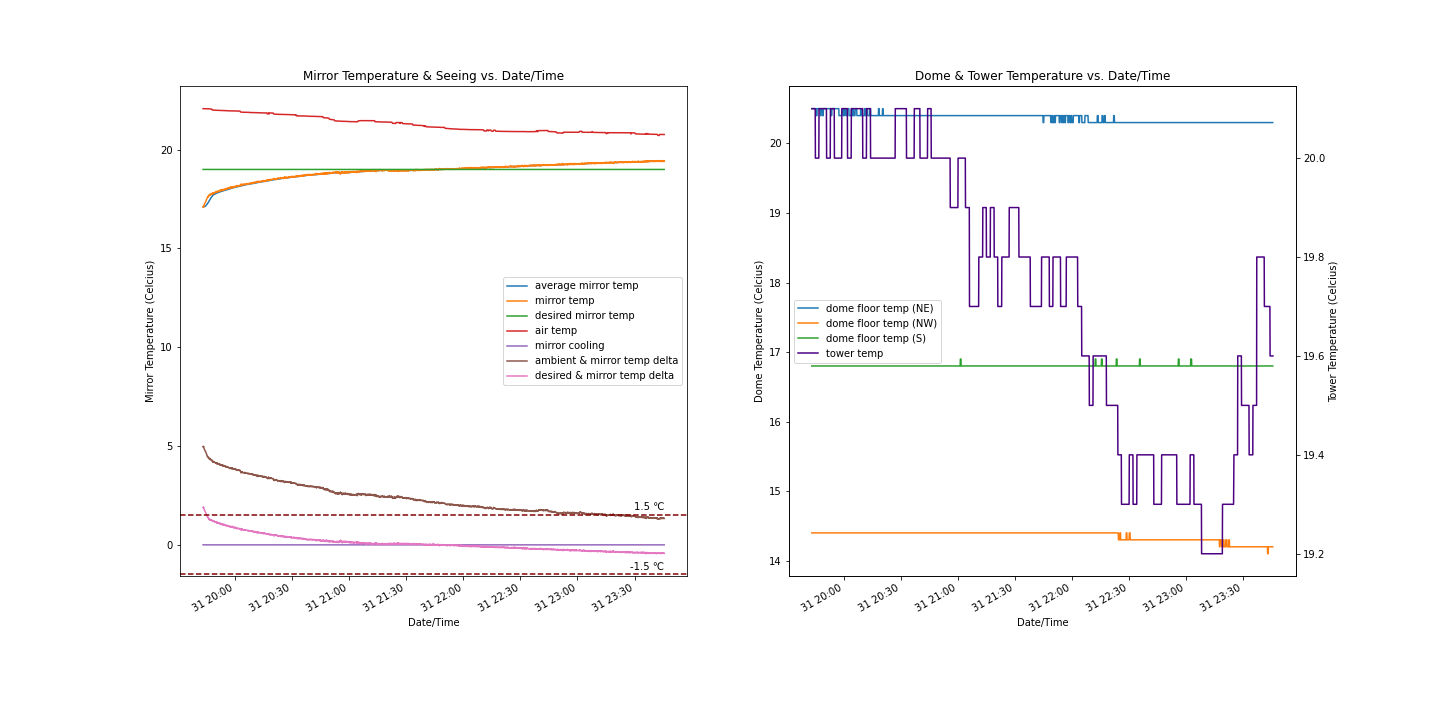 Mirror Temperature & Seeing vs. Date/Time
Mirror Temperature (Celcius)
20
15
10
5
0
average mirror temp
mirror temp
desired mirror temp
air temp
mirror cooling
ambient & mirror temp delta
desired & mirror temp delta
1.5 °C
-1.5 °C
31 20:00
31 20:30
31 21:00
31 21:30
31 22:00
31 22:30
31 23:00
31 23:30
Date/Time
Dome & Tower Temperature vs. Date/Time
Dome Temperature (Celcius)
20
19
18
17
16
15
14
dome floor temp (NE)
dome floor temp (NW)
dome floor temp (S)
tower temp
20.0
19.8
19.6
19.4
19.2
Tower Temperature (Celcius)
31 20:00
31 20:30
31 21:00
31 21:30
31 22:00
31 22:30
31 23:00
31 23:30
Date/Time